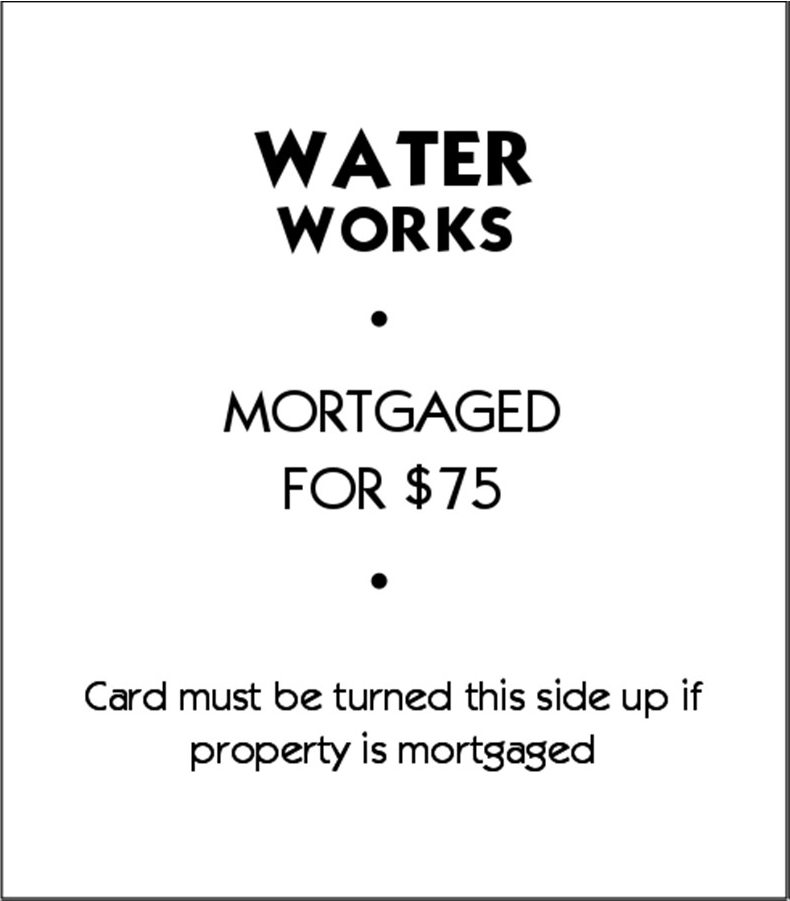 WATER
WORKS
•
MORTGAGED
FOR $75
•
Card must be turned this side up if
property is mortgaged